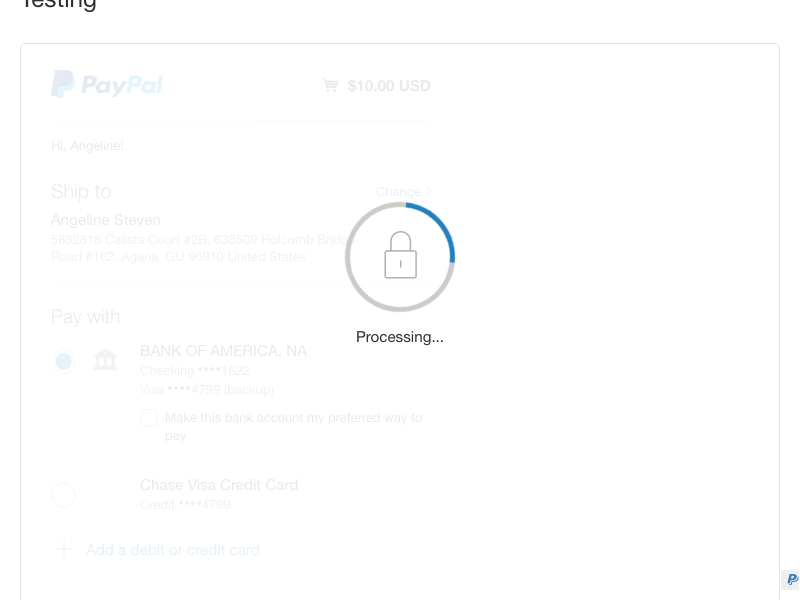 Testing
PayPal
$10.00 USD
Hi, Angeline!
Ship to
Change
Angeline Steven
5882816 Calista Court #2B, 638509 Holcomb Bridge
Road #162, Agana, GU 96910 United States
Pay with
BANK OF AMERICA, NA
Checking ••••1622
Visa ••••4799 (backup)
Make this bank account my preferred way to
pay
Chase Visa Credit Card
Credit ••••4799
Add a debit or credit card
Processing...